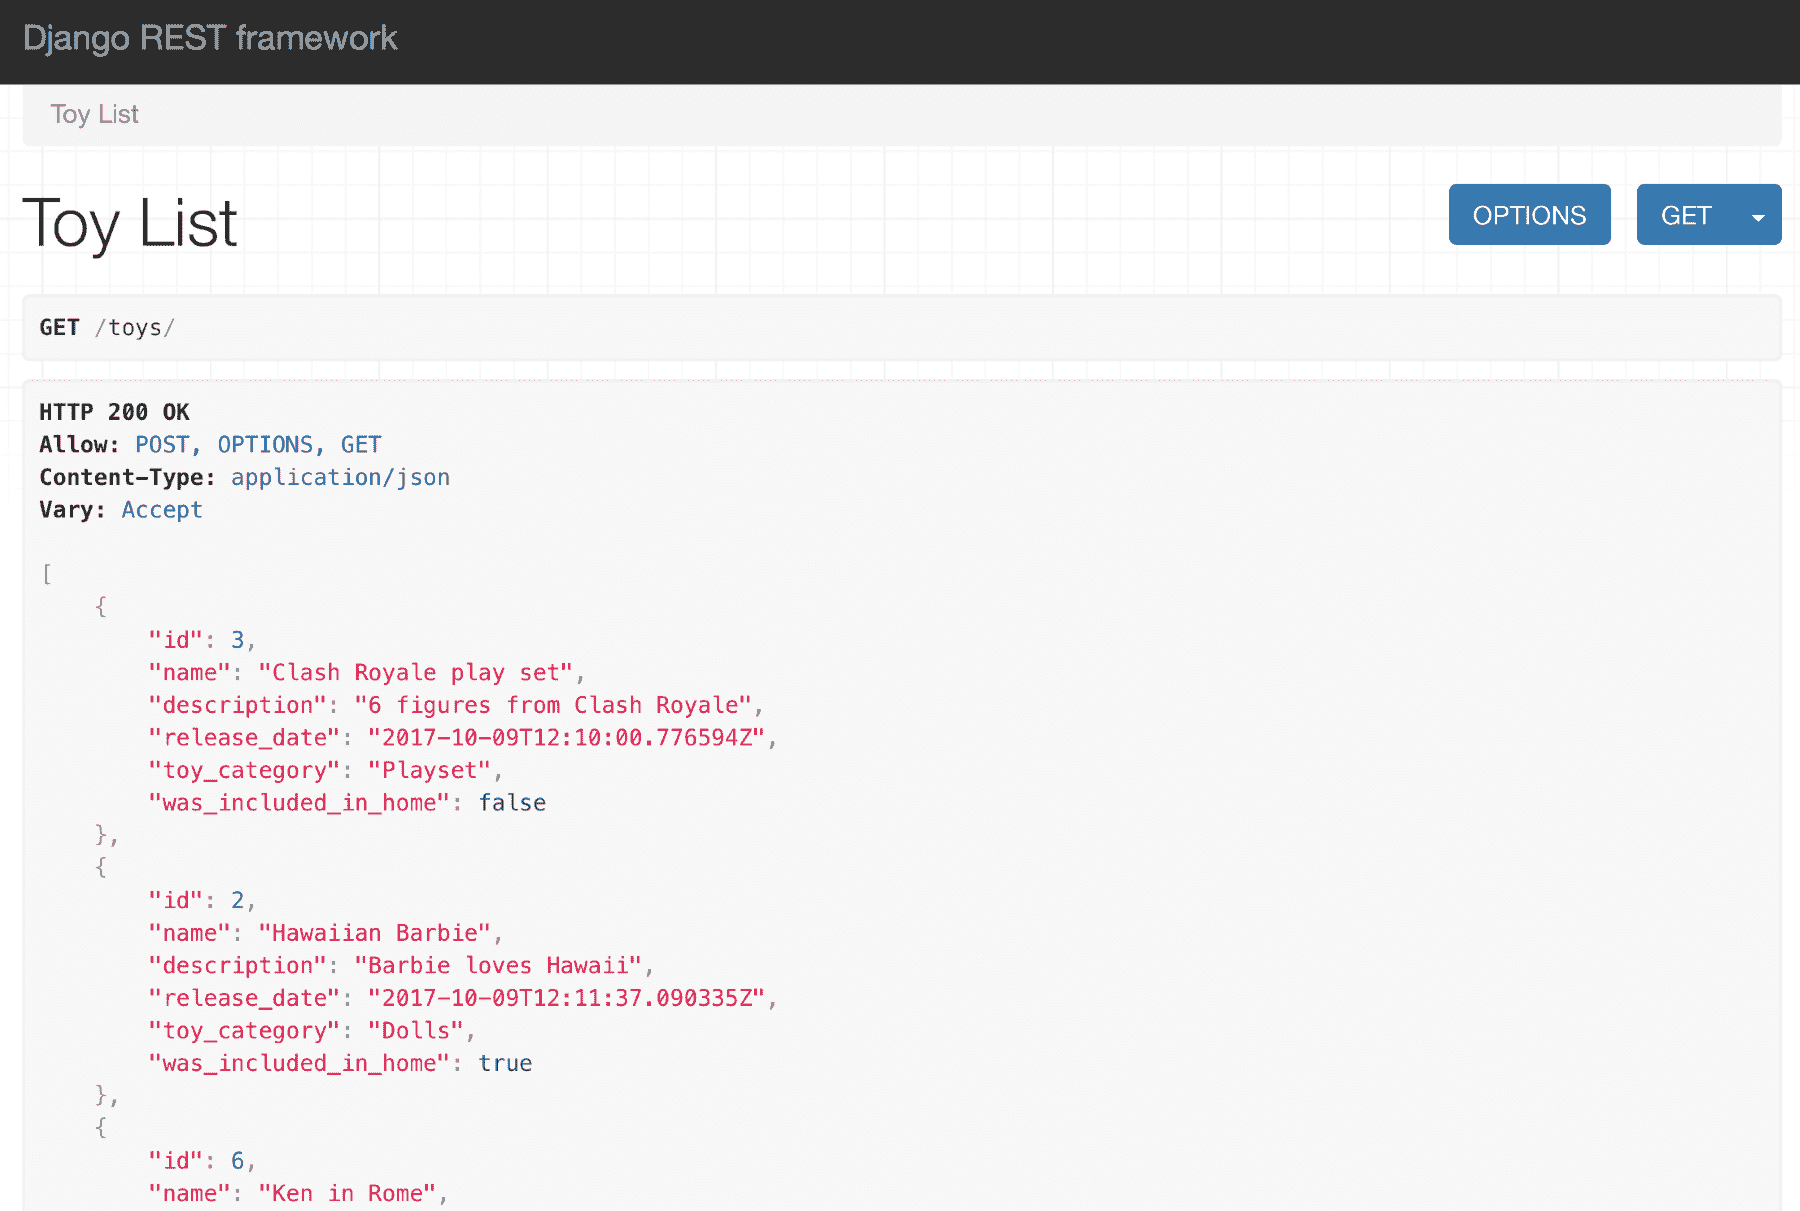 Django REST framework
Toy List
Toy List
OPTIONS
GET
GET /toys/
HTTP 200 OK
Allow: POST, OPTIONS, GET
Content-Type: application/json
Vary: Accept
[
    {
        "id": 3,
        "name": "Clash Royale play set",
        "description": "6 figures from Clash Royale",
        "release_date": "2017-10-09T12:10:00.776594Z",
        "toy_category": "Playset",
        "was_included_in_home": false
    },
    {
        "id": 2,
        "name": "Hawaiian Barbie",
        "description": "Barbie loves Hawaii",
        "release_date": "2017-10-09T12:11:37.090335Z",
        "toy_category": "Dolls",
        "was_included_in_home": true
    },
    {
        "id": 6,
        "name": "Ken in Rome",